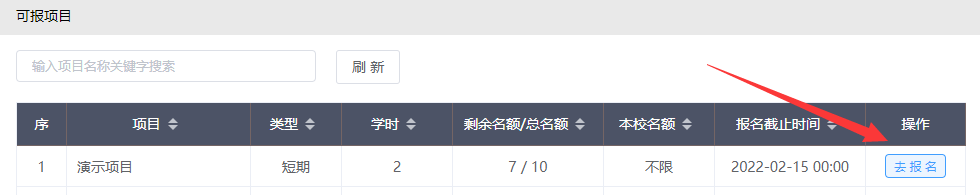 可报项目
输入项目名称关键字搜索 刷 新
序 项目 类型 学时 剩余名额/总名额 本校名额 报名截止时间 操作
1 演示项目 短期 2 7 / 10 不限 2022-02-15 00:00 去 报 名